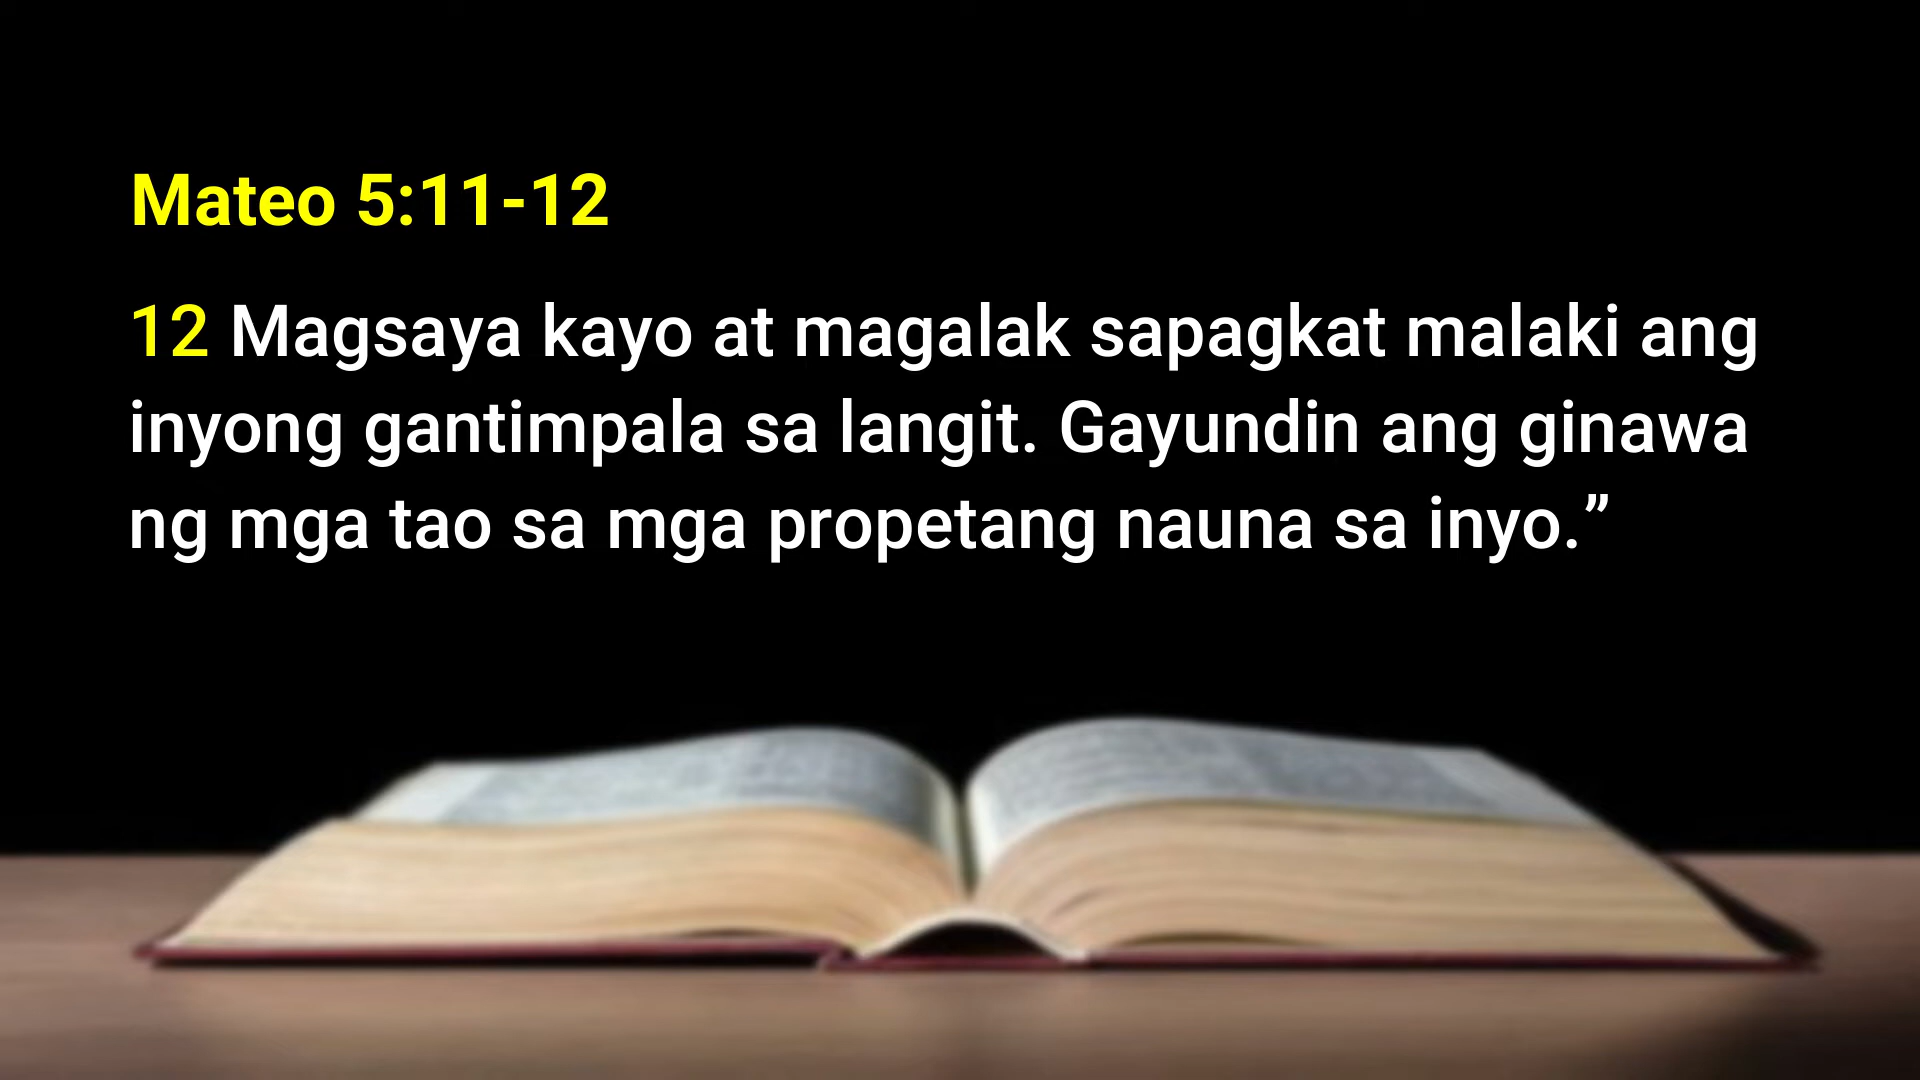 Mateo 5:11-12
12 Magsaya kayo at magalak sapagkat malaki ang
inyong gantimpala sa langit. Gayundin ang ginawa
ng mga tao sa mga propetang nauna sa inyo.”